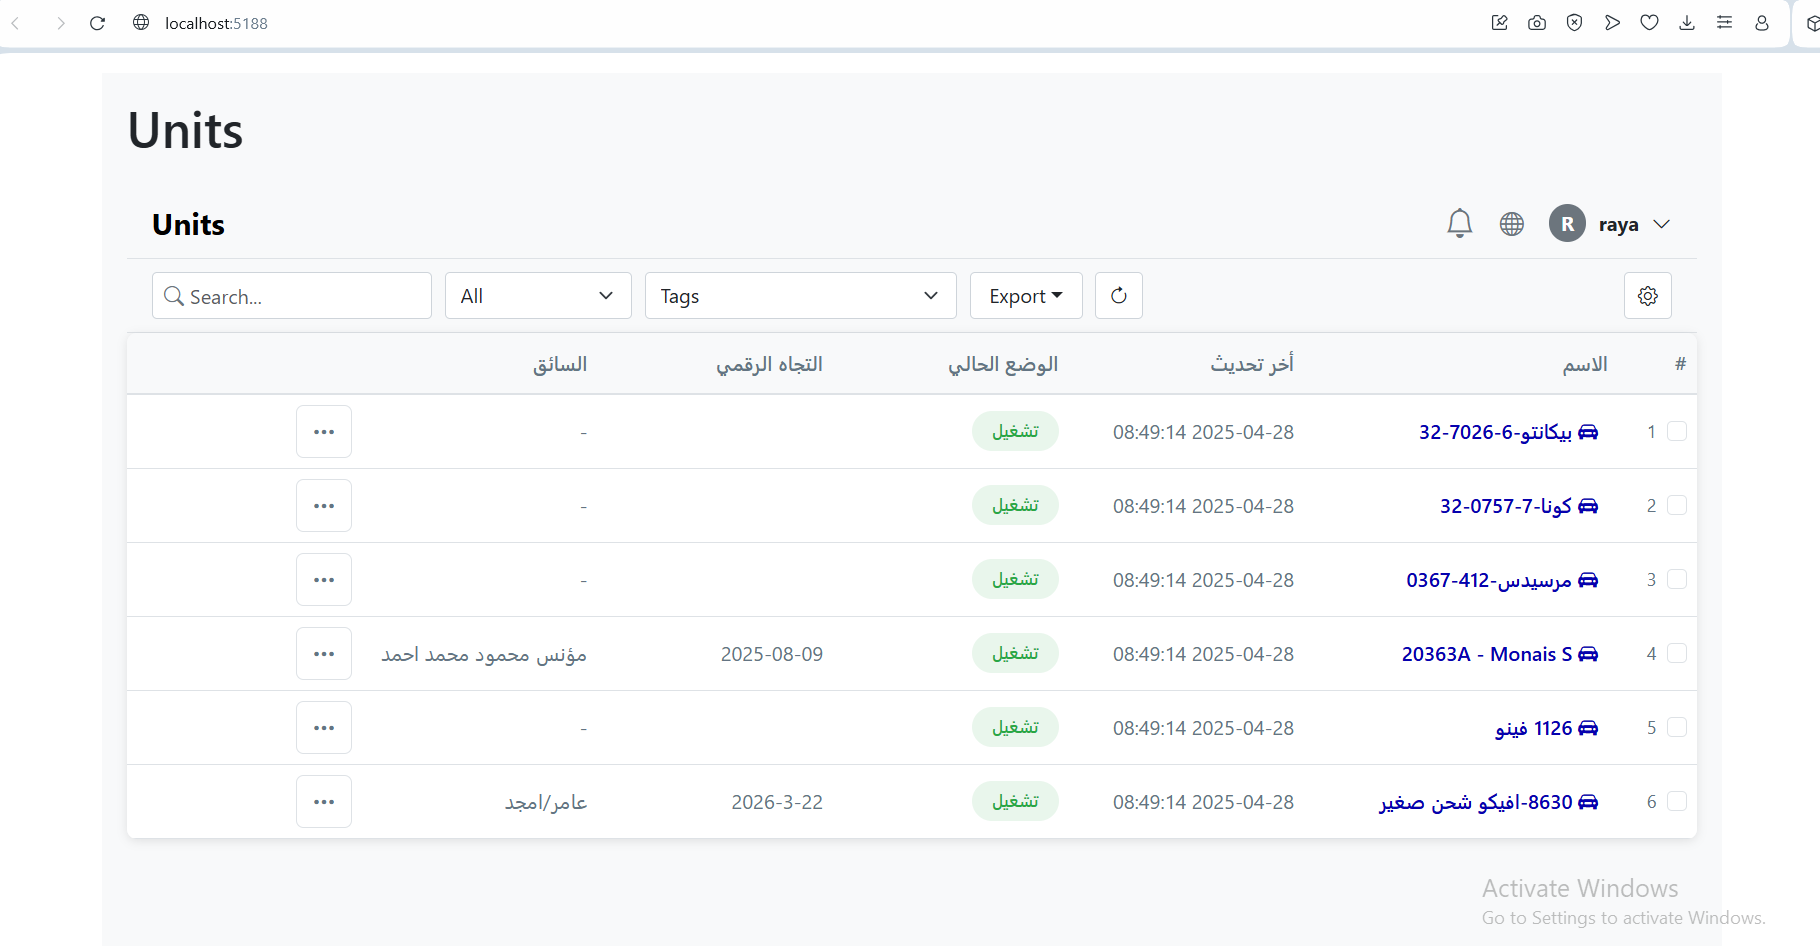 localhost:5188
Units
Units
R raya
Search...
All
Tags
Export
# الاسم أخر تحديث الوضع الحالي التجاه الرقمي السائق
1 بيكانتو-6-7026-32 2025-04-28 08:49:14 تشغيل -
2 كونا-7-0757-32 2025-04-28 08:49:14 تشغيل -
3 مرسيدس-412-0367 2025-04-28 08:49:14 تشغيل -
4 20363A - Monais S 2025-04-28 08:49:14 تشغيل 2025-08-09 مؤنس محمود محمد احمد
5 1126 فينو 2025-04-28 08:49:14 تشغيل -
6 8630-افيكو شحن صغير 2025-04-28 08:49:14 تشغيل 2026-3-22 عامر/امجد
Activate Windows
Go to Settings to activate Windows.